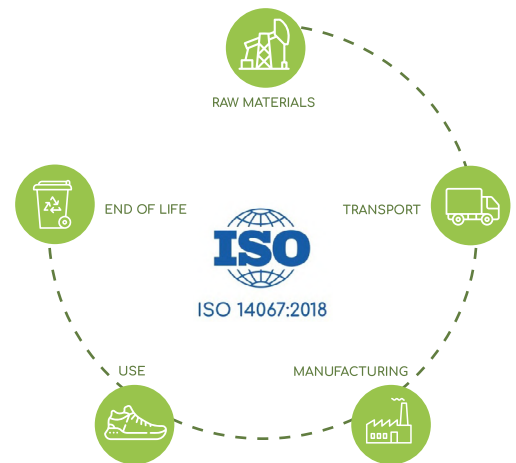 RAW MATERIALS
END OF LIFE
TRANSPORT
ISO
ISO 14067:2018
USE
MANUFACTURING